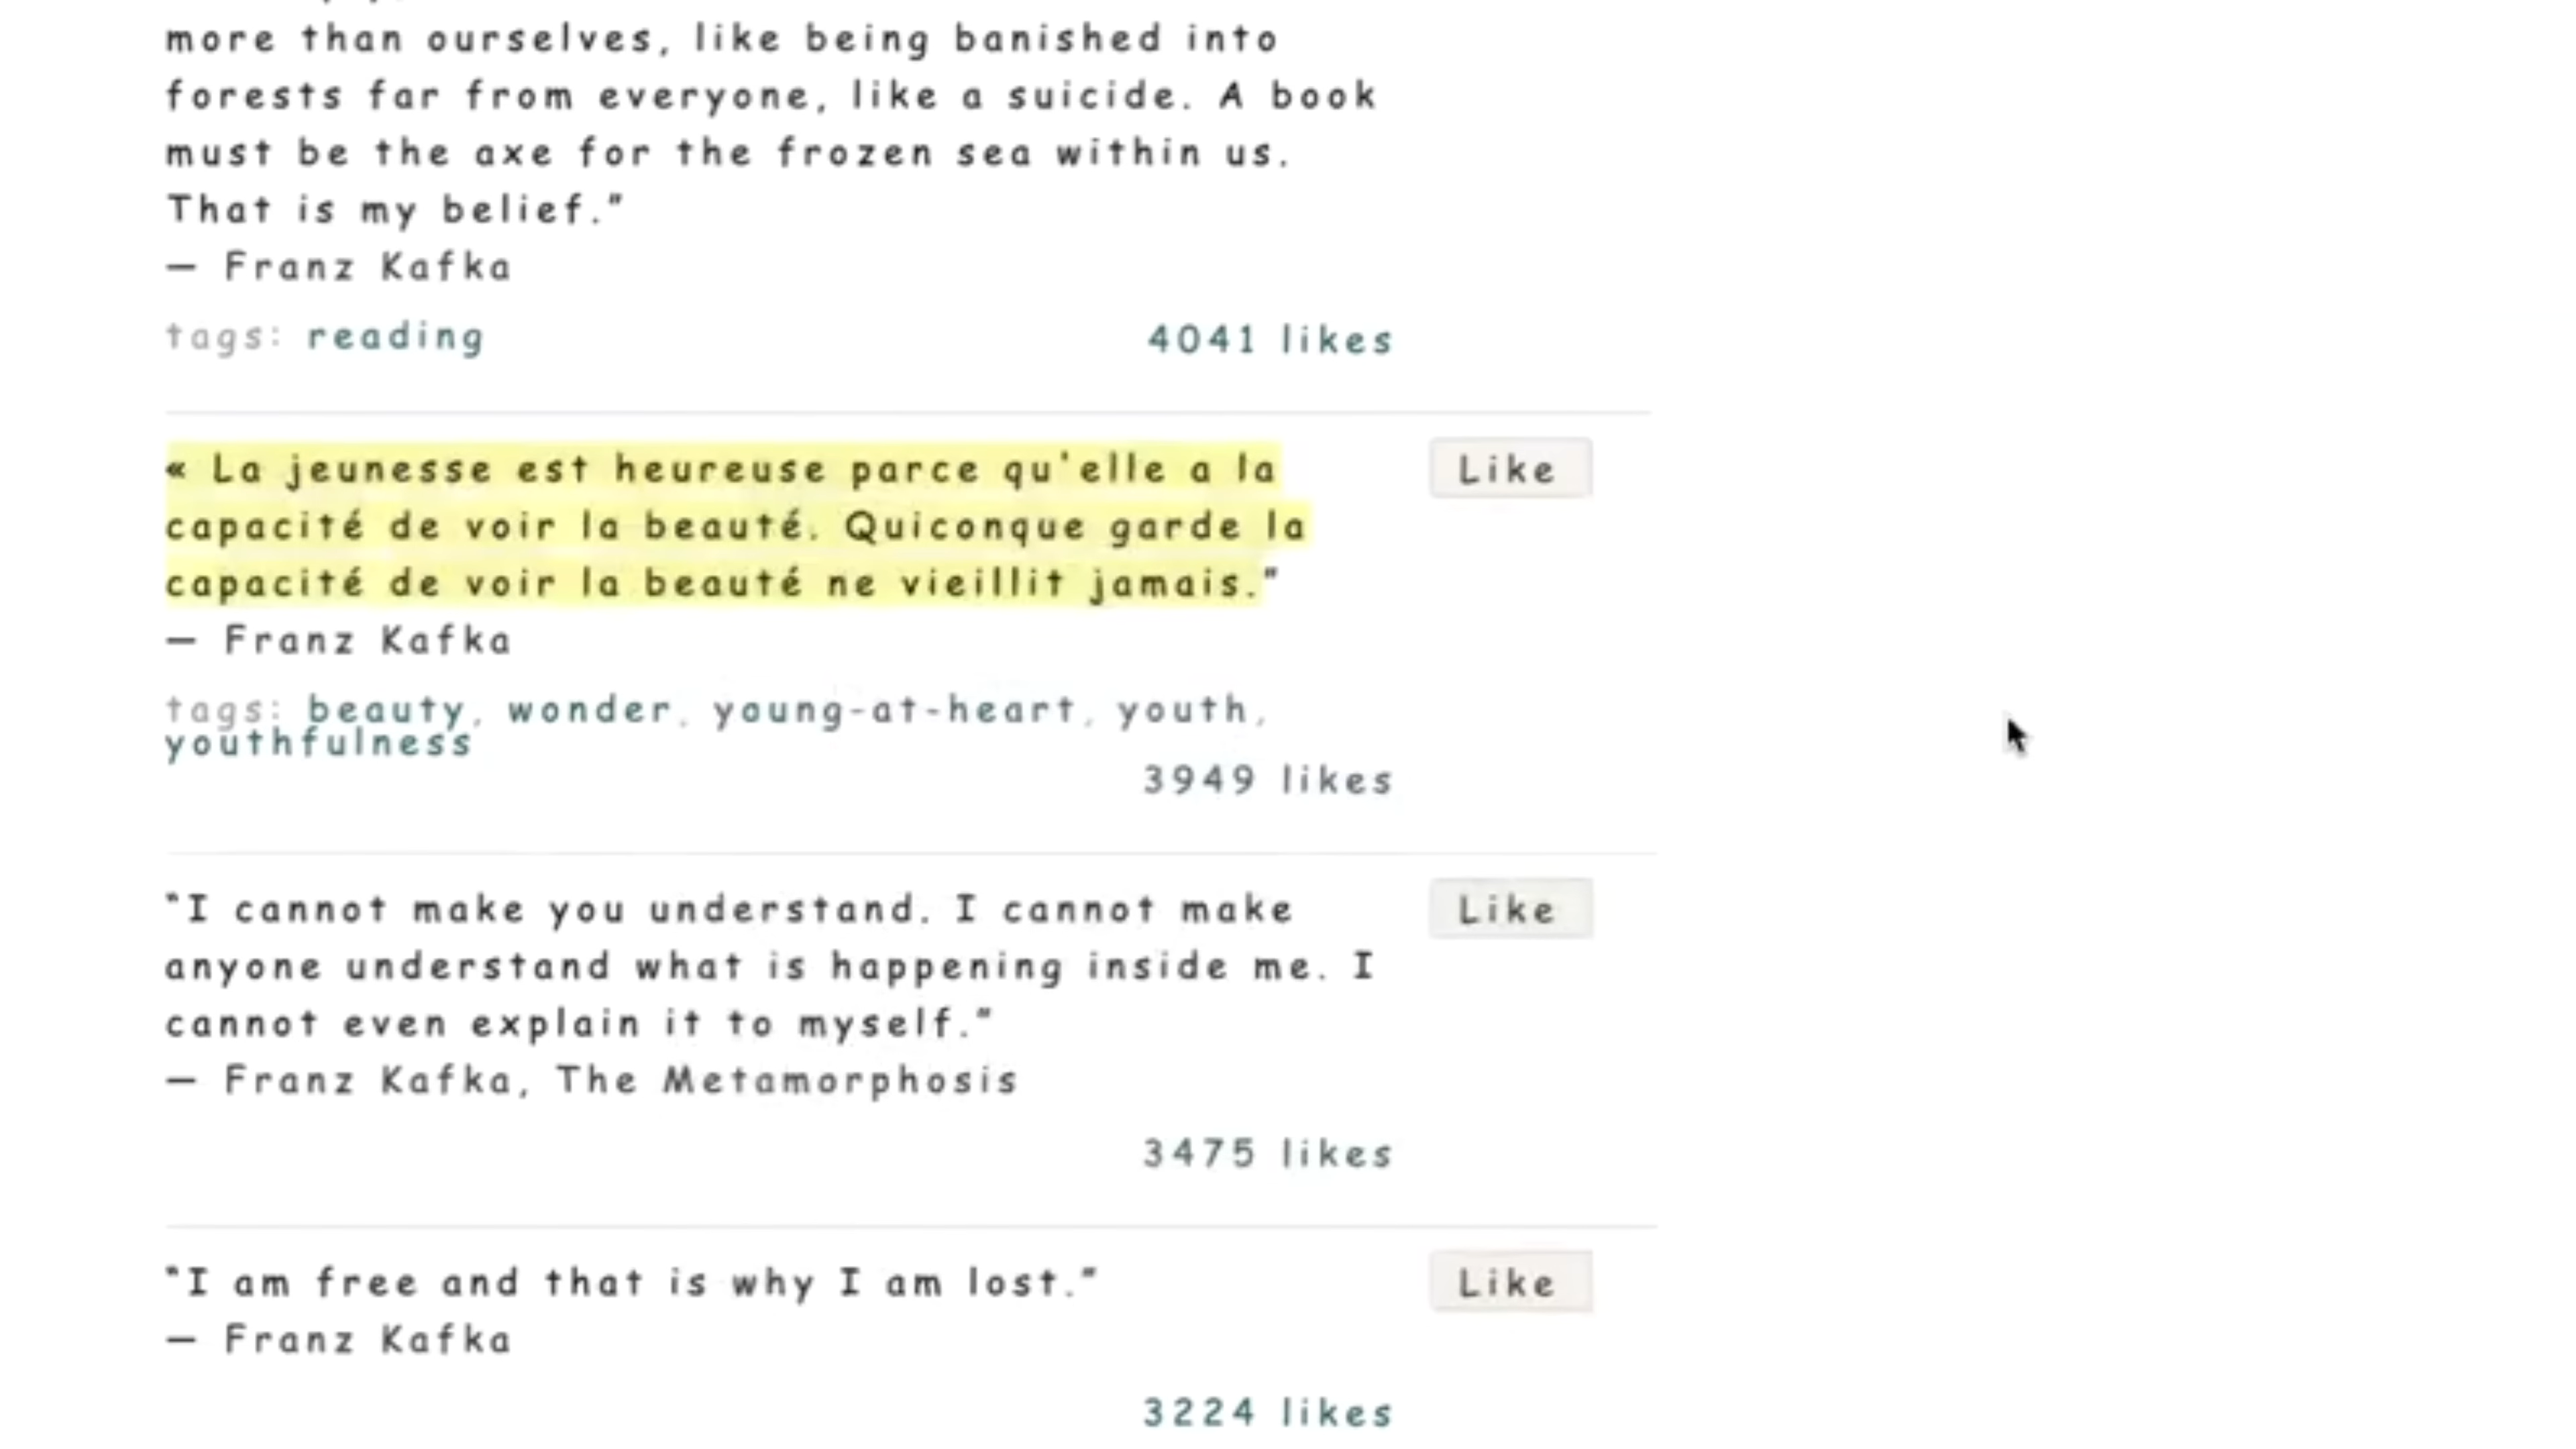 more than ourselves, like being banished into
forests far from everyone, like a suicide. A book
must be the axe for the frozen sea within us.
That is my belief.”
— Franz Kafka
tags: reading
4041 likes
« La jeunesse est heureuse parce qu'elle a la
Like
capacité de voir la beauté. Quiconque garde la
capacité de voir la beauté ne vieillit jamais.”
— Franz Kafka
tags: beauty, wonder, young-at-heart, youth,
youthfulness
3949 likes
“I cannot make you understand. I cannot make
Like
anyone understand what is happening inside me. I
cannot even explain it to myself.”
— Franz Kafka, The Metamorphosis
3475 likes
“I am free and that is why I am lost.”
Like
— Franz Kafka
3224 likes